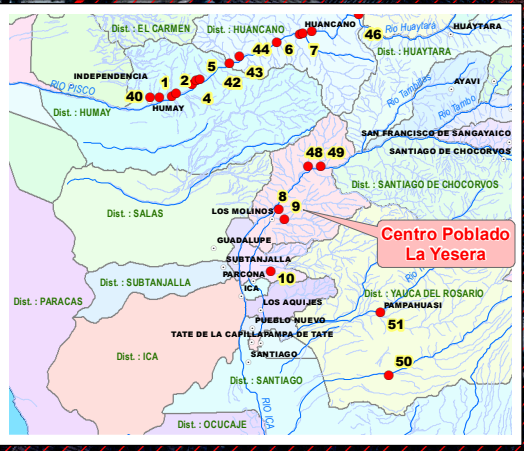 Dist. : EL CARMEN
Dist. : HUANCANO
HUANCANO
46
Rio Huaytará
HUAYTARA
44
6
7
Dist. : HUAYTARA
INDEPENDENCIA
5
43
42
RIO PISCO
1
2
4
40
HUMAY
AYAVI
Rio Tambillas
Rio Tambo
Dist. : HUMAY
SAN FRANCISCO DE SANGAYAICO
48
49
SANTIAGO DE CHOCORVOS
Dist. : SANTIAGO DE CHOCORVOS
8
9
Dist. : SALAS
LOS MOLINOS
Centro Poblado
La Yesera
GUADALUPE
SUBTANJALLA
PARCONA
10
Dist. : SUBTANJALLA
ICA
Dist. : YAUCA DEL ROSARIO
Dist. : PARACAS
LOS AQUIJES
PAMPAHUASI
PUEBLO NUEVO
51
TATE DE LA CAPILLA
PAMPA DE TATE
Dist. : ICA
SANTIAGO
50
Dist. : SANTIAGO
RIO ICA
Dist. : OCUCAJE